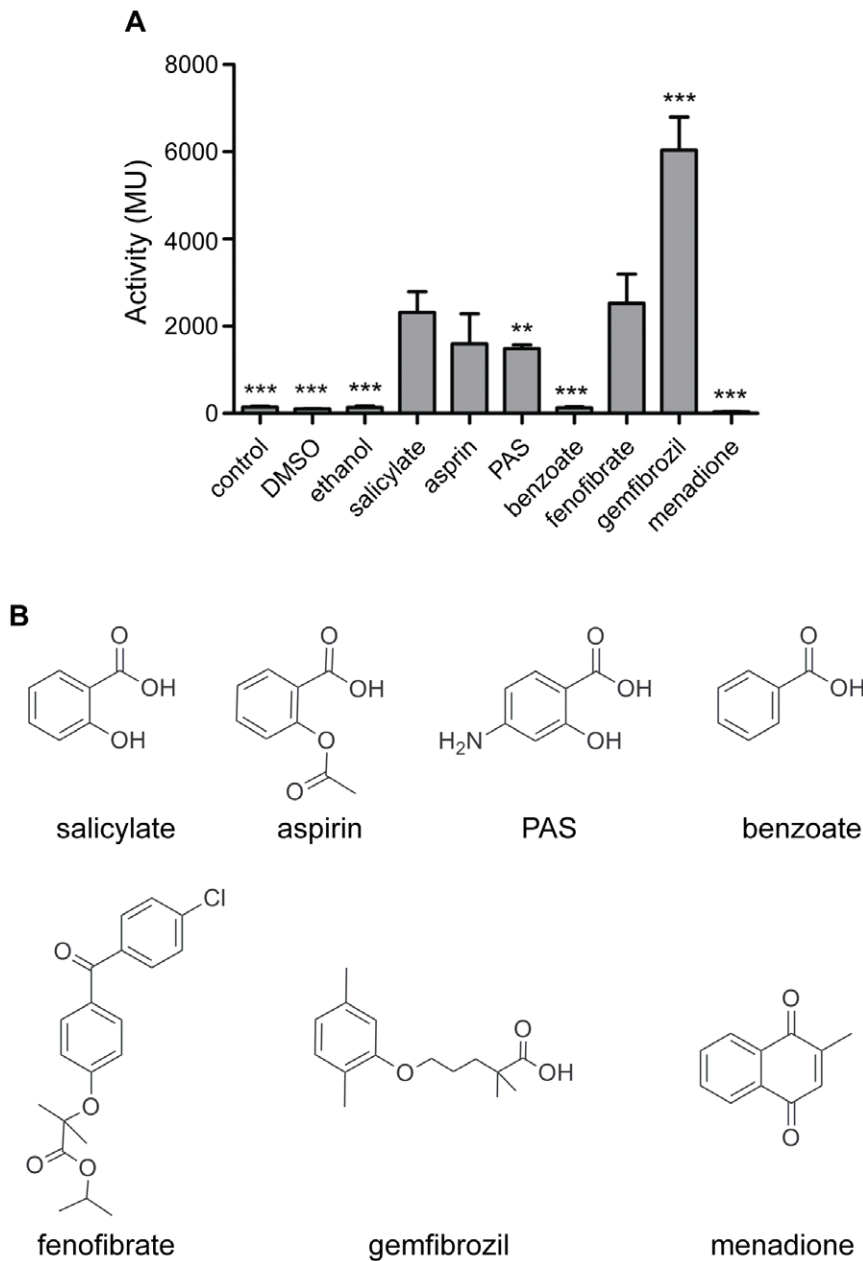 A
Activity (MU)
8000
6000
4000
2000
0
***
***
***
**
***
***
***
control
DMSO
ethanol
salicylate
asprin
PAS
benzoate
fenofibrate
gemfibrozil
menadione
B
O
OH
OH
salicylate
O
OH
O
O
aspirin
O
OH
OH
H₂N
PAS
O
OH
benzoate
Cl
O
O
O
O
fenofibrate
O
O
OH
gemfibrozil
O
O
menadione